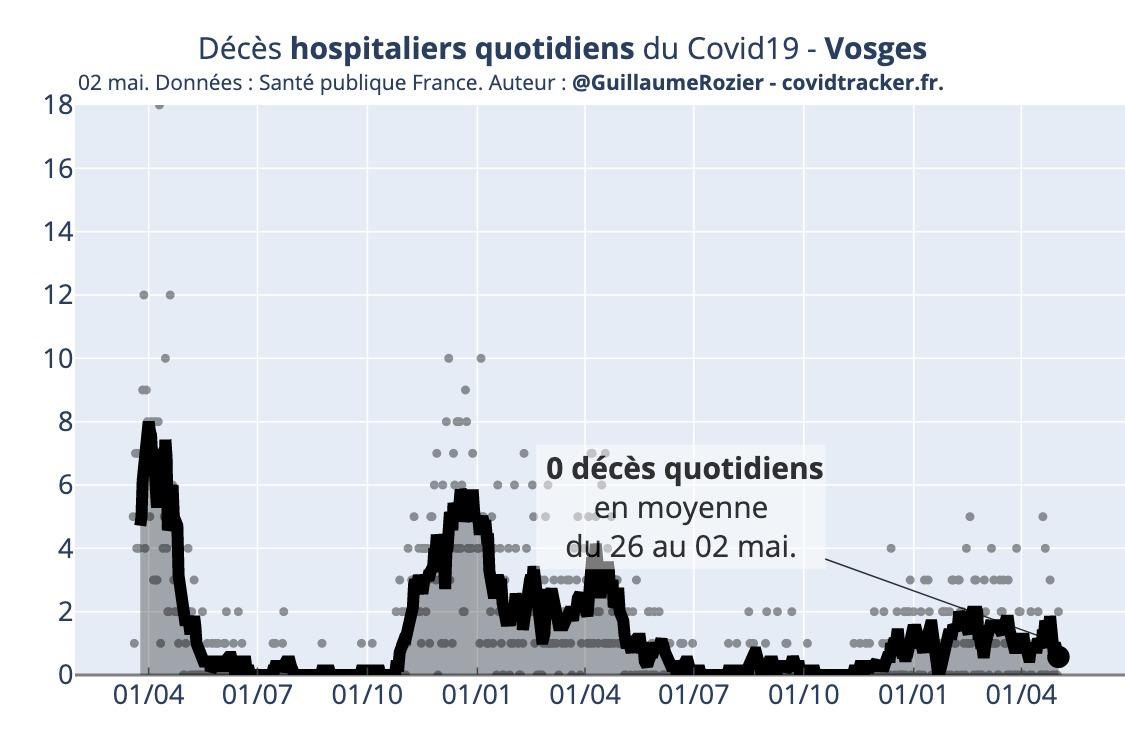 Décès hospitaliers quotidiens du Covid19 - Vosges
02 mai. Données : Santé publique France. Auteur : @GuillaumeRozier - covidtracker.fr.
18
16
14
12
10
8
6
4
2
0
0 décès quotidiens
en moyenne
du 26 au 02 mai.
01/04 01/07 01/10 01/01 01/04 01/07 01/10 01/01 01/04